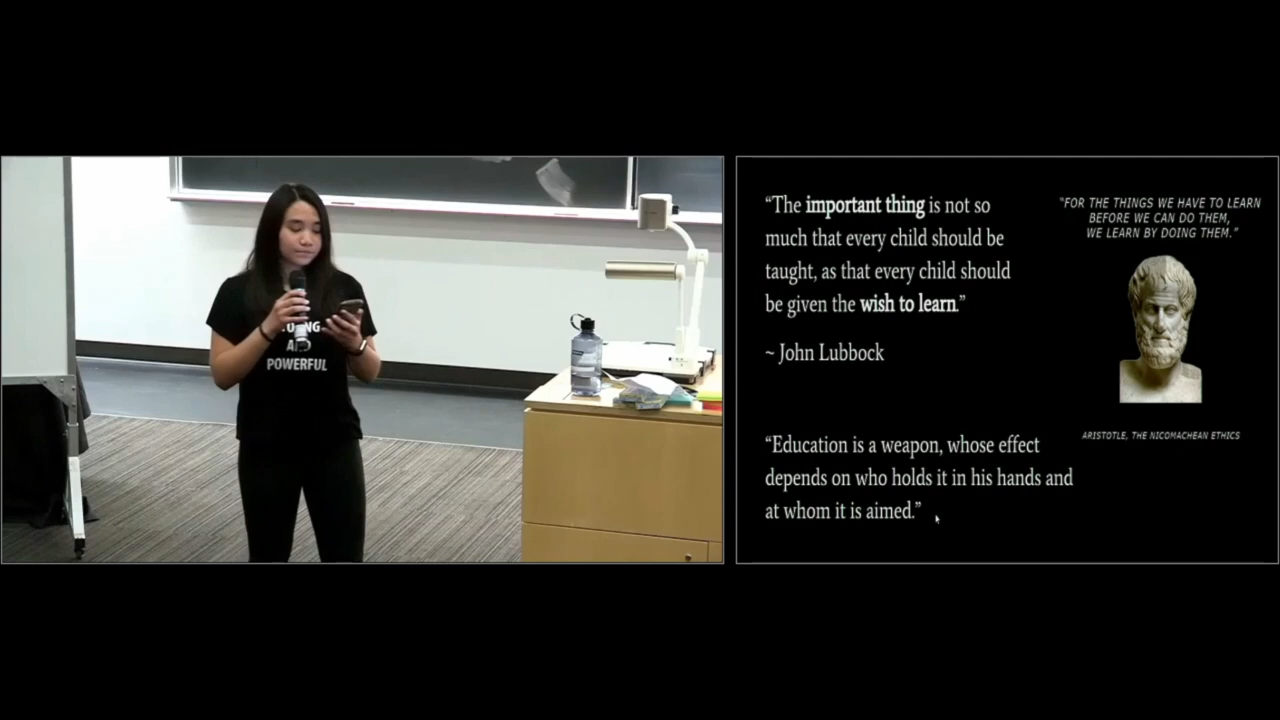 AND
POWERFUL
“The important thing is not so
much that every child should be
taught, as that every child should
be given the wish to learn.”
~ John Lubbock
“Education is a weapon, whose effect
depends on who holds it in his hands and
at whom it is aimed.”
“FOR THE THINGS WE HAVE TO LEARN
BEFORE WE CAN DO THEM,
WE LEARN BY DOING THEM.”
ARISTOTLE, THE NICOMACHEAN ETHICS